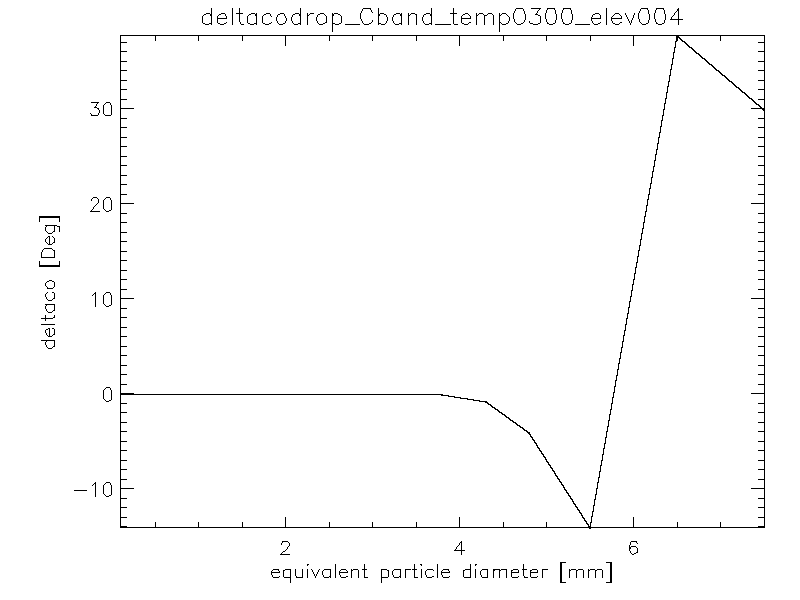 deltacodrop_Cband_temp0300_elev004
30
20
10
0
-10
deltaco [Deg]
2 4 6
equivalent particle diameter [mm]